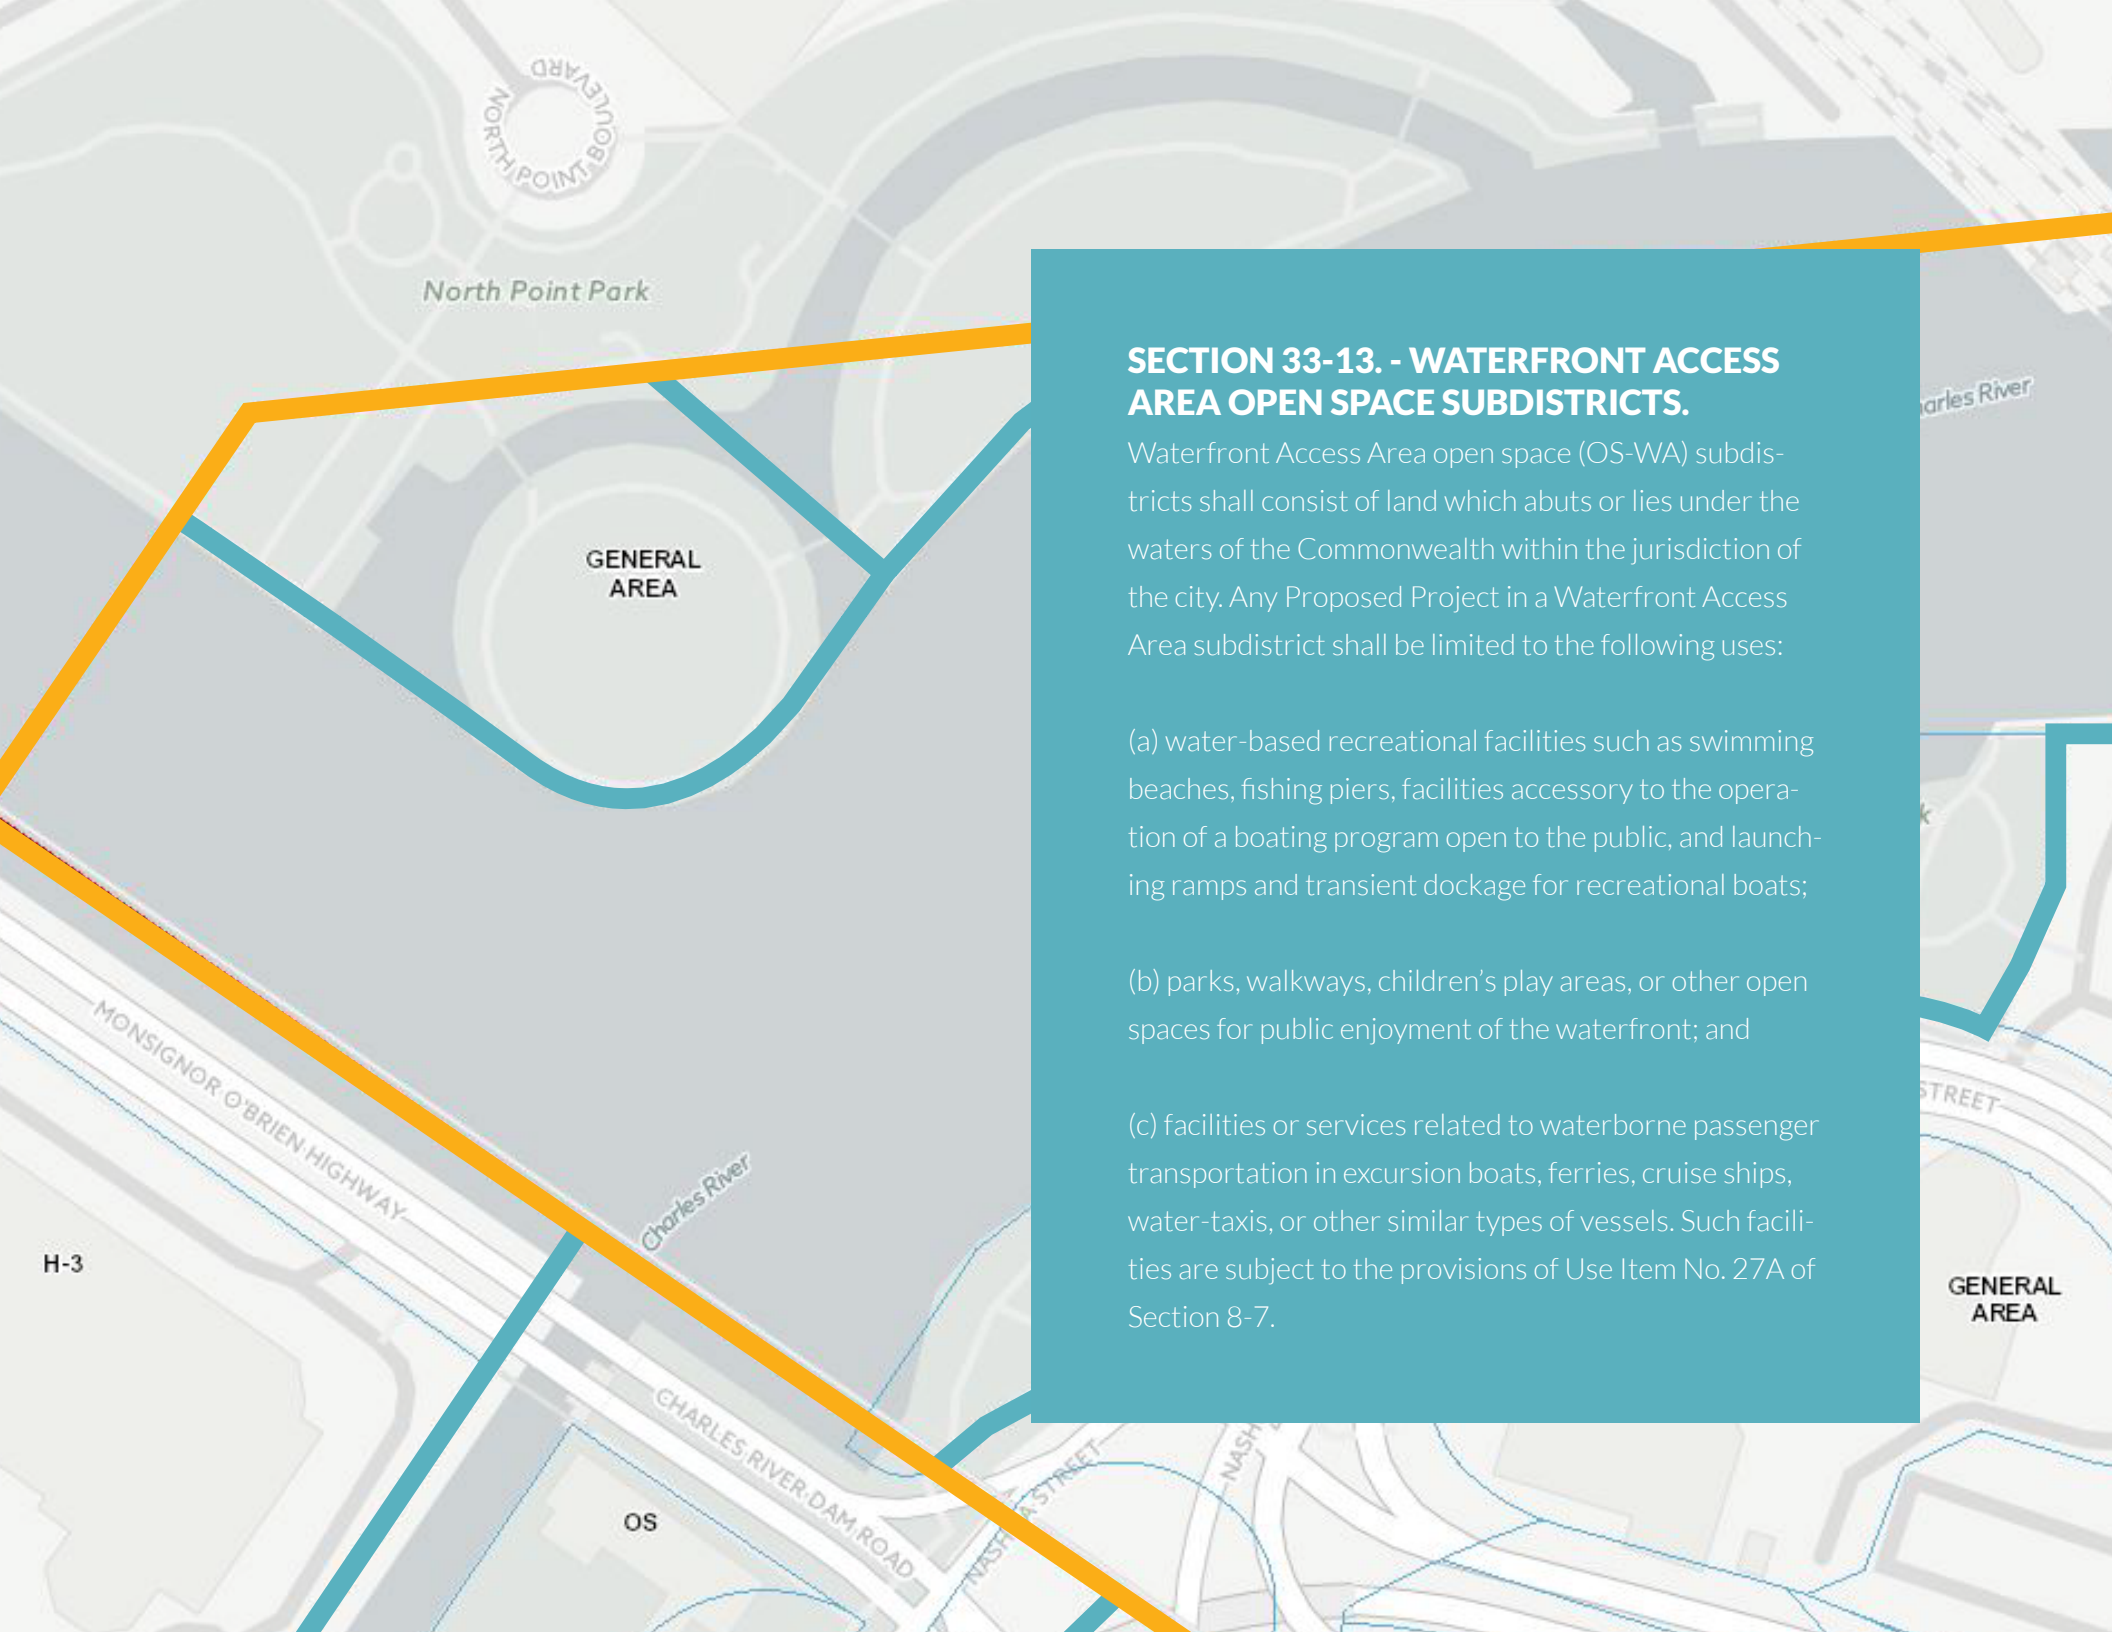 NORTH POINT BOULEVARD
North Point Park
SECTION 33-13. - WATERFRONT ACCESS
AREA OPEN SPACE SUBDISTRICTS.
Waterfront Access Area open space (OS-WA) subdis-
tricts shall consist of land which abuts or lies under the
waters of the Commonwealth within the jurisdiction of
the city. Any Proposed Project in a Waterfront Access
Area subdistrict shall be limited to the following uses:
(a) water-based recreational facilities such as swimming
beaches, fishing piers, facilities accessory to the opera-
tion of a boating program open to the public, and launch-
ing ramps and transient dockage for recreational boats;
(b) parks, walkways, children’s play areas, or other open
spaces for public enjoyment of the waterfront; and
(c) facilities or services related to waterborne passenger
transportation in excursion boats, ferries, cruise ships,
water-taxis, or other similar types of vessels. Such facili-
ties are subject to the provisions of Use Item No. 27A of
Section 8-7.
arles River
GENERAL
AREA
k
MONSIGNOR O'BRIEN HIGHWAY
Charles River
STREET
H-3
GENERAL
AREA
CHARLES RIVER DAM ROAD
NASH
STREET
NASH
OS